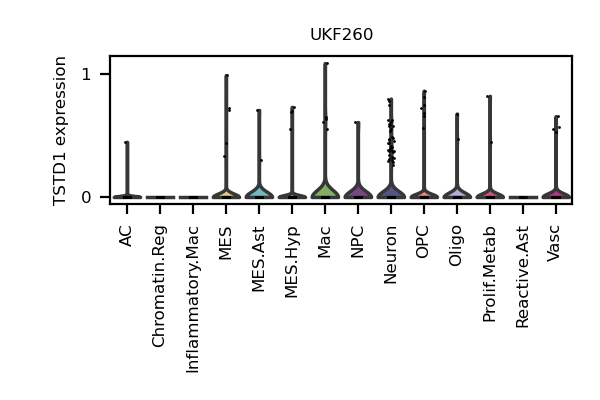 UKF260
TSTD1 expression
1
0
AC
Chromatin.Reg
Inflammatory.Mac
MES
MES.Ast
MES.Hyp
Mac
NPC
Neuron
OPC
Oligo
Prolif.Metab
Reactive.Ast
Vasc